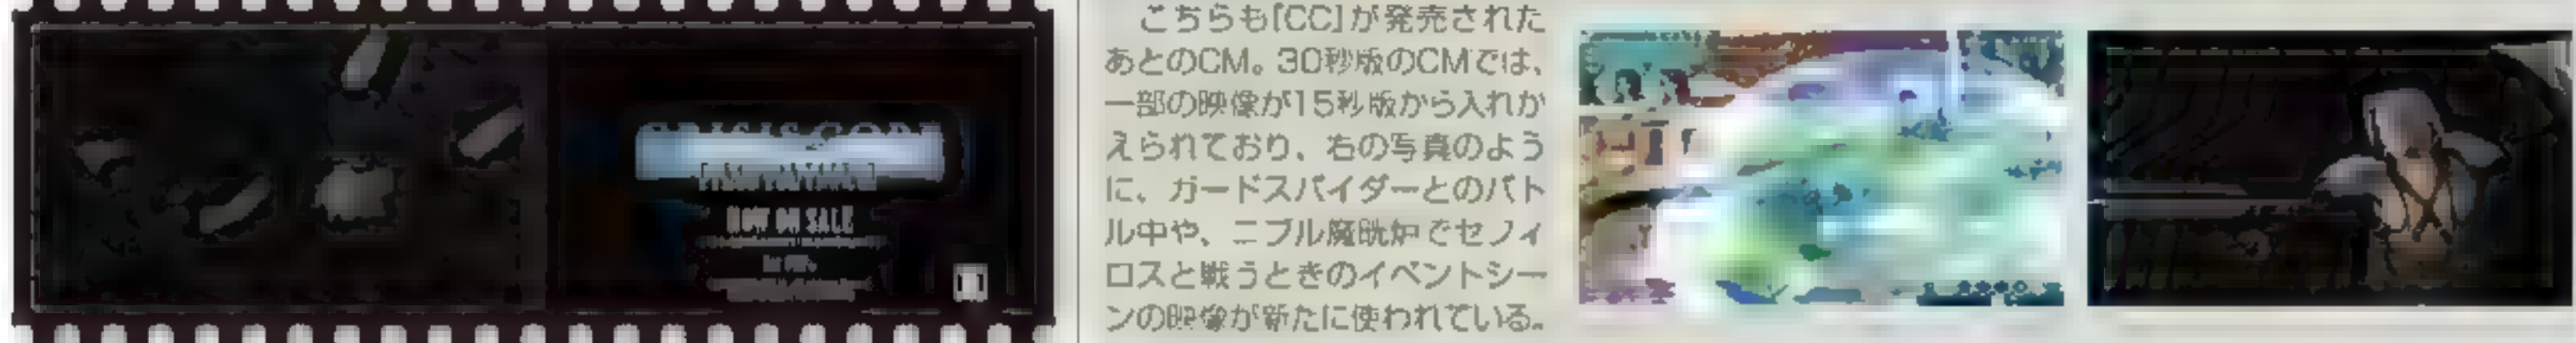 CRISIS CORE
NOW ON SALE
こちらも[CC]が発売された
あとのCM。30秒版のCMでは、
一部の映像が15秒版から入れか
えられており、右の写真のよう
に、ガードスパイダーとのバト
ル中や、ニブル魔晄炉でセフィ
ロスと戦うときのイベントシー
ンの映像が新たに使われている。